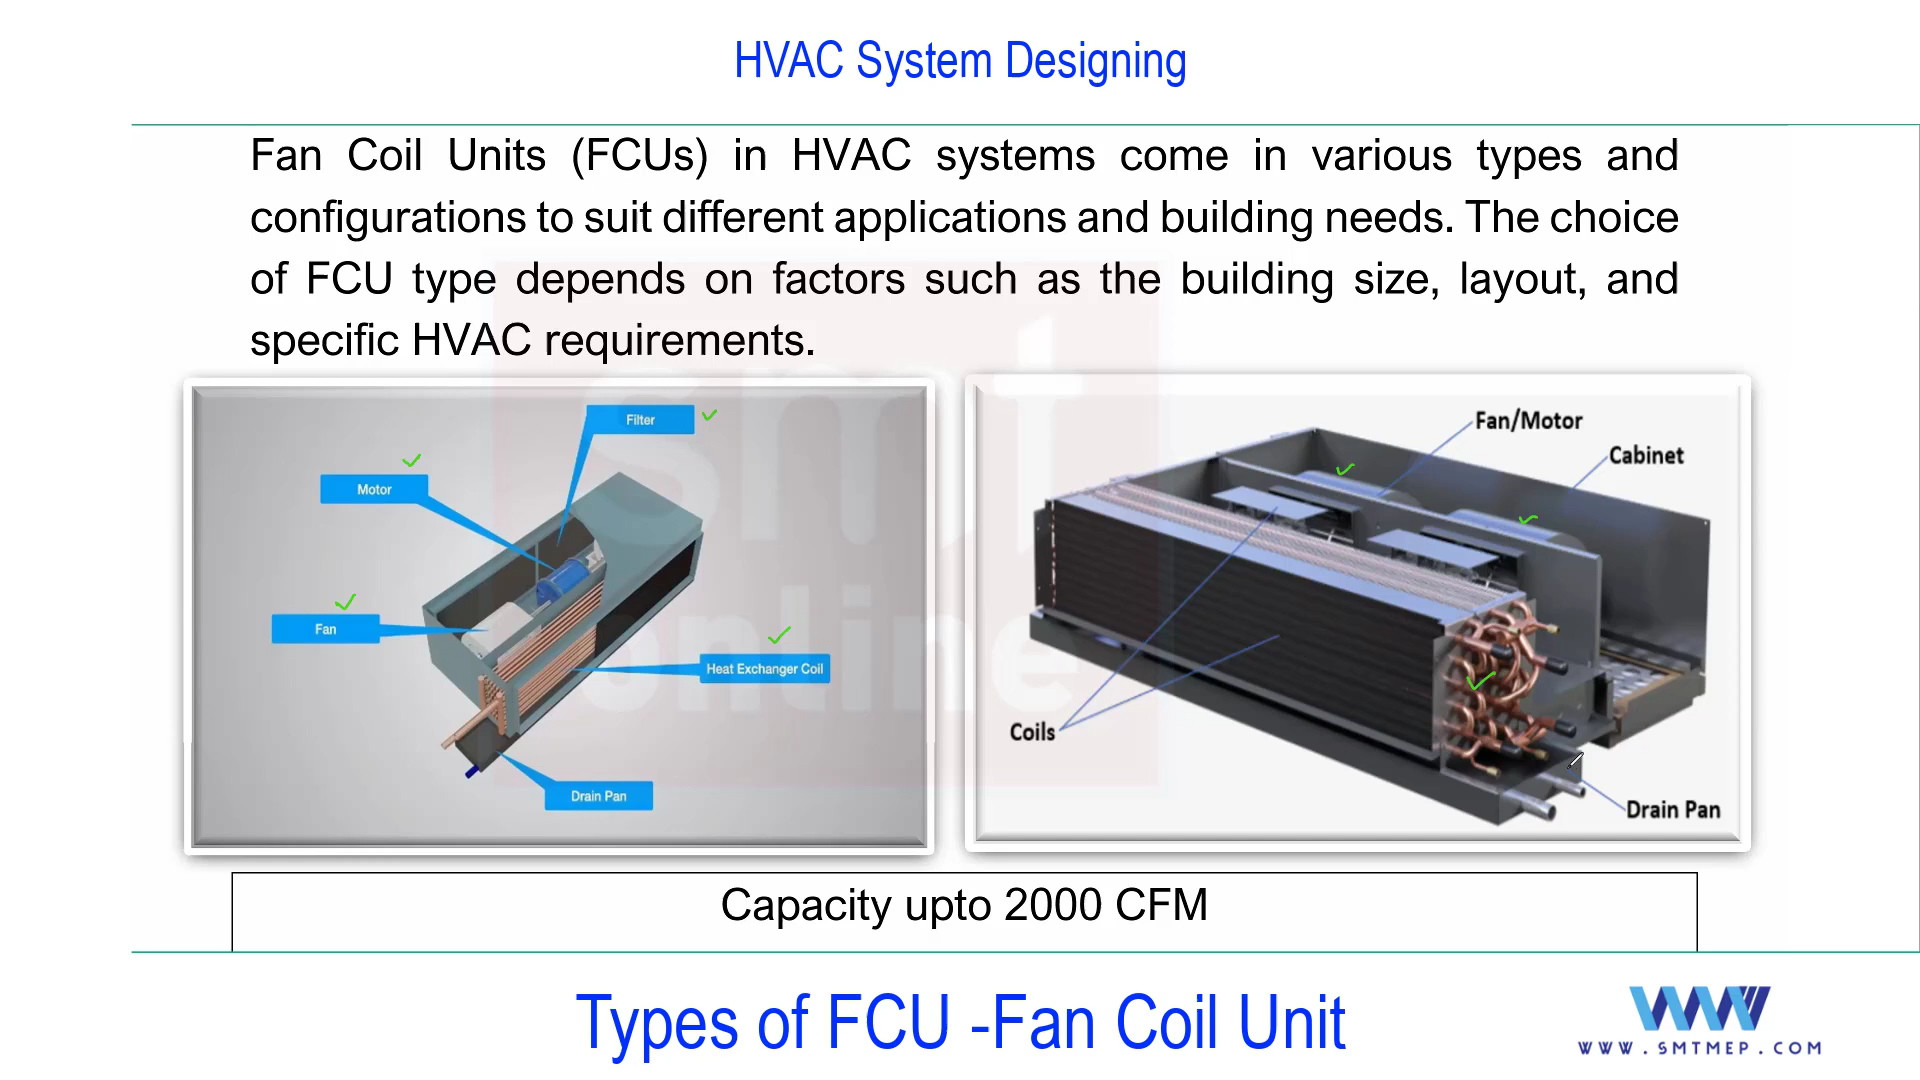 HVAC System Designing
Fan Coil Units (FCUs) in HVAC systems come in various types and
configurations to suit different applications and building needs. The choice
of FCU type depends on factors such as the building size, layout, and
specific HVAC requirements.
Filter
Motor
Fan
Heat Exchanger Coil
Drain Pan
Fan/Motor
Cabinet
Coils
Drain Pan
smt
online
Capacity upto 2000 CFM
Types of FCU -Fan Coil Unit
WWW.SMTMEP.COM